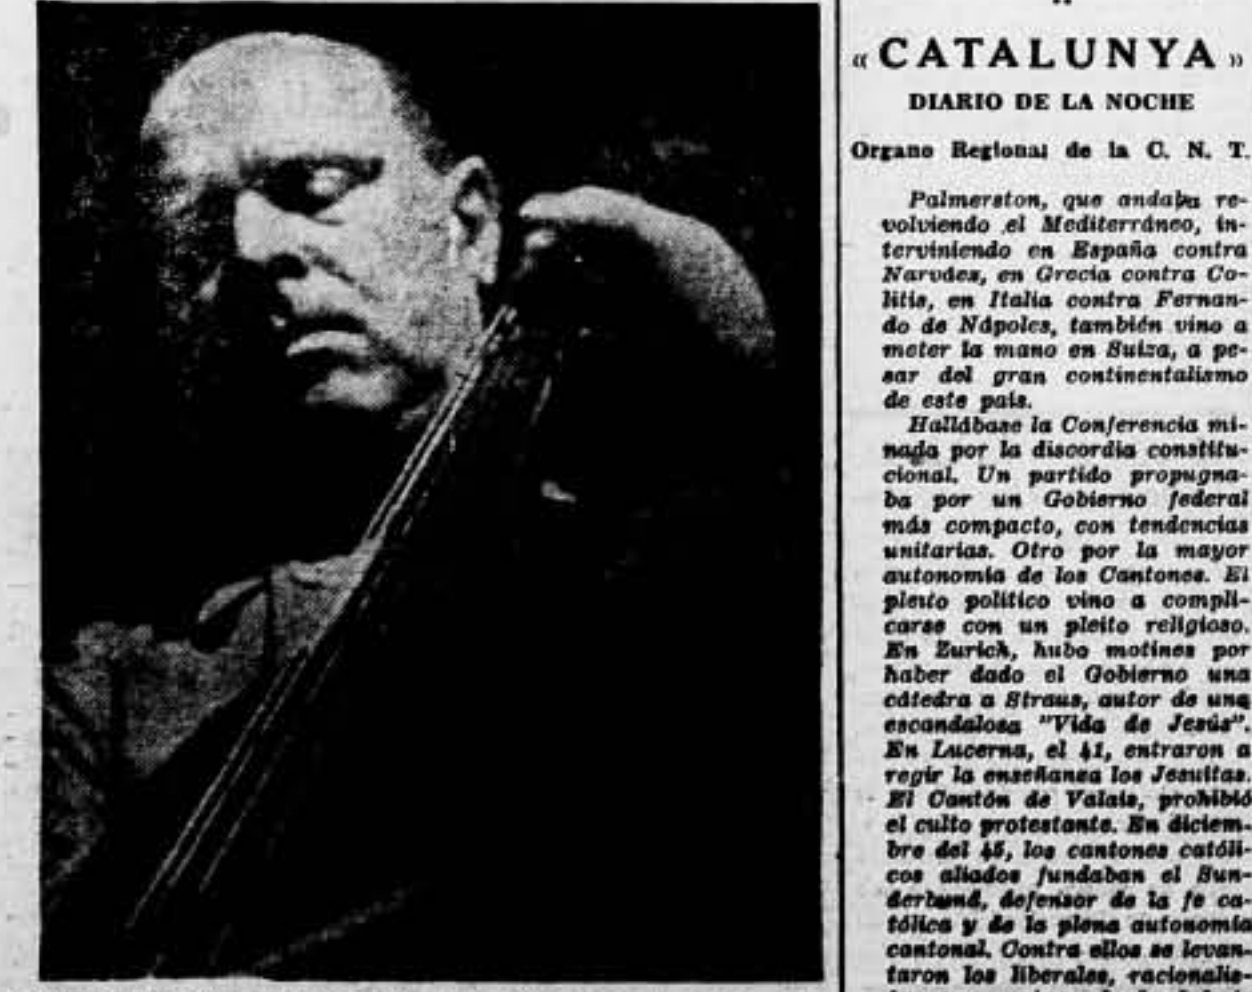 « CATALUNYA »
DIARIO DE LA NOCHE
Organo Regional de la C. N. T.
Palmerston, que andaba re-
volviendo el Mediterráneo, in-
terviniendo en España contra
Narváes, en Grecia contra Co-
litis, en Italia contra Fernan-
do de Nápoles, también vino a
meter la mano en Suiza, a pe-
sar del gran continentalismo
de este país.
Hallábase la Conferencia mi-
nada por la discordia constitu-
cional. Un partido propugna-
ba por un Gobierno federal
más compacto, con tendencias
unitarias. Otro por la mayor
autonomía de los Cantones. El
pleito político vino a compli-
carse con un pleito religioso.
En Zurich, hubo motines por
haber dado el Gobierno una
cátedra a Straus, autor de una
escandalosa "Vida de Jesús".
En Lucerna, el 41, entraron a
regir la enseñanza los Jesuitas.
El Cantón de Valais, prohibió
el culto protestante. En diciem-
bre del 45, los cantones católi-
cos aliados fundaban el Sun-
derbund, defensor de la fe ca-
tólica y de la plena autonomía
cantonal. Contra ellos se levan-
taron los liberales, racionalis-